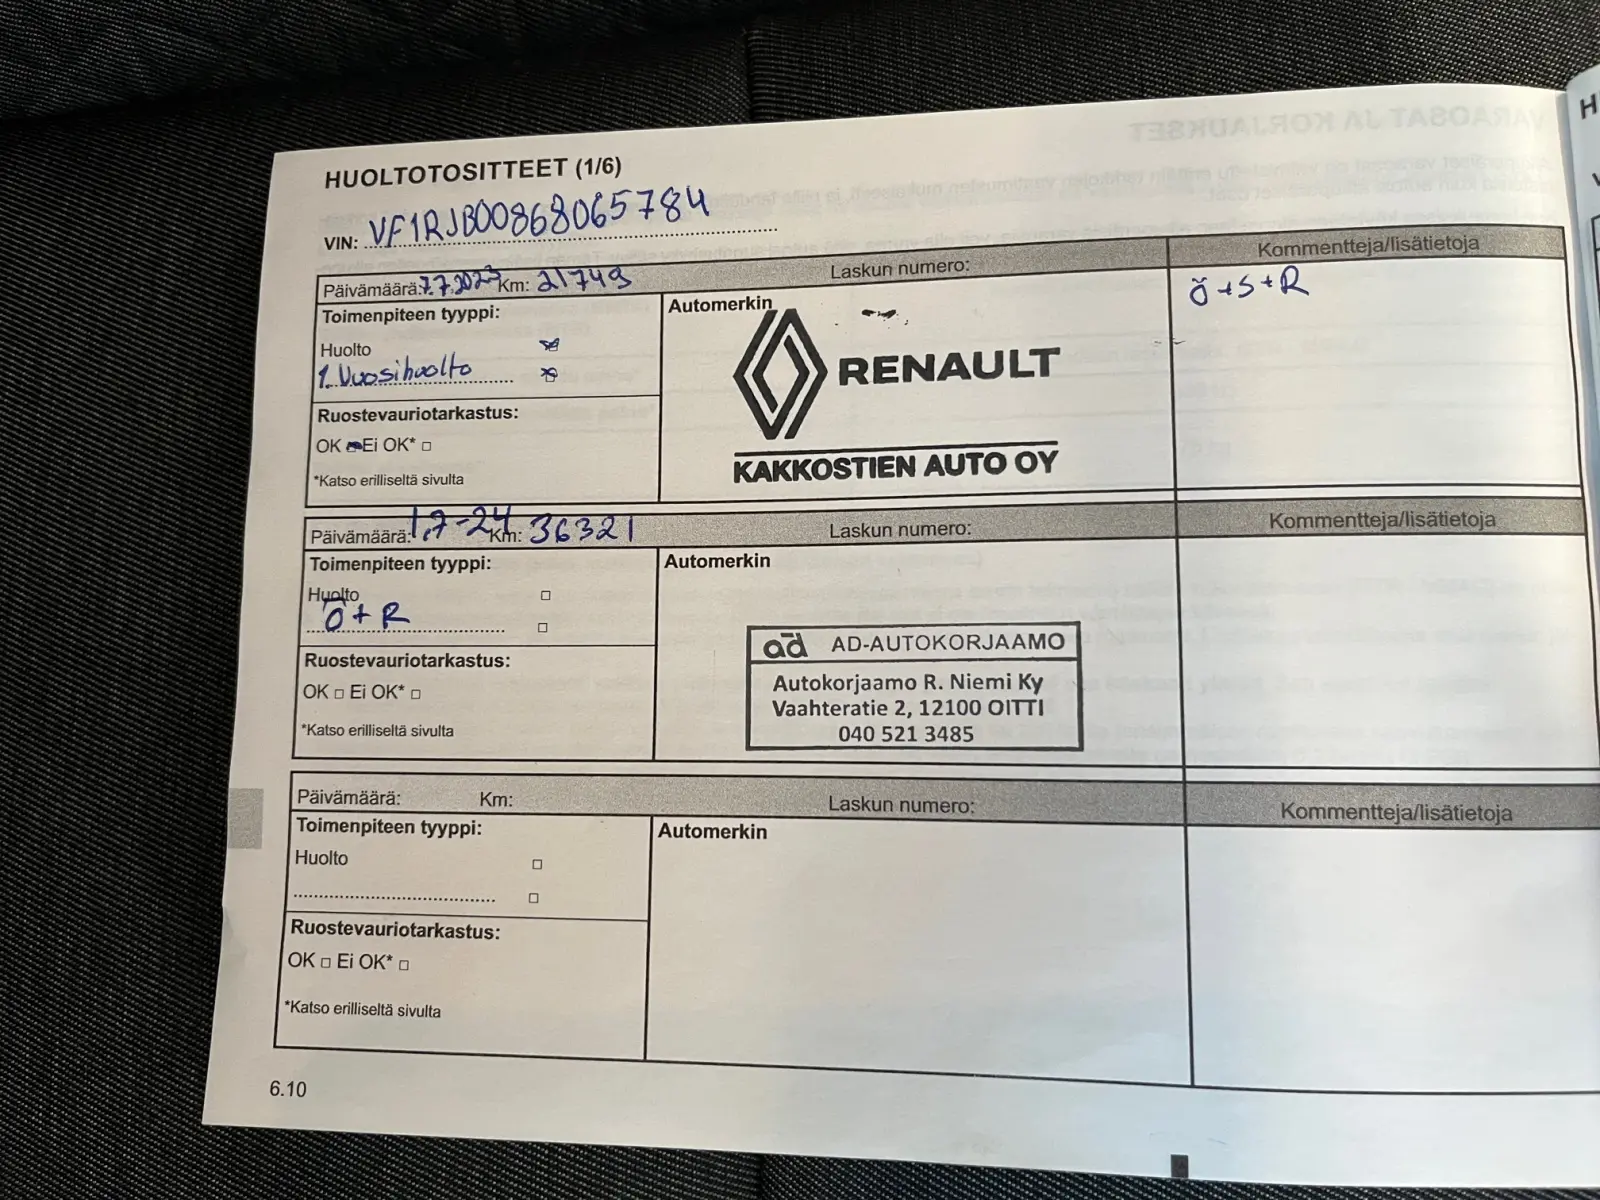 HUOLTOTOSITTEET (1/6)
VIN: VF1RJB00868065784
Päivämäärä: 7.7.2023 Km: 21749 Laskun numero: Kommentteja/lisätietoja
Toimenpiteen tyyppi: Automerkin ö+S+R
Huolto
1. Vuosihuolto
RENAULT
KAKKOSTIEN AUTO OY
Ruostevauriotarkastus:
OK Ei OK* □
*Katso erilliseltä sivulta
Päivämäärä: 1.7-24 Km: 36321 Laskun numero: Kommentteja/lisätietoja
Toimenpiteen tyyppi: Automerkin
Huolto □
ö+R □
ad AD-AUTOKORJAAMO
Autokorjaamo R. Niemi Ky
Vaahteratie 2, 12100 OITTI
040 521 3485
Ruostevauriotarkastus:
OK □ Ei OK* □
*Katso erilliseltä sivulta
Päivämäärä: Km: Laskun numero: Kommentteja/lisätietoja
Toimenpiteen tyyppi: Automerkin
Huolto □
□
Ruostevauriotarkastus:
OK □ Ei OK* □
*Katso erilliseltä sivulta
6.10